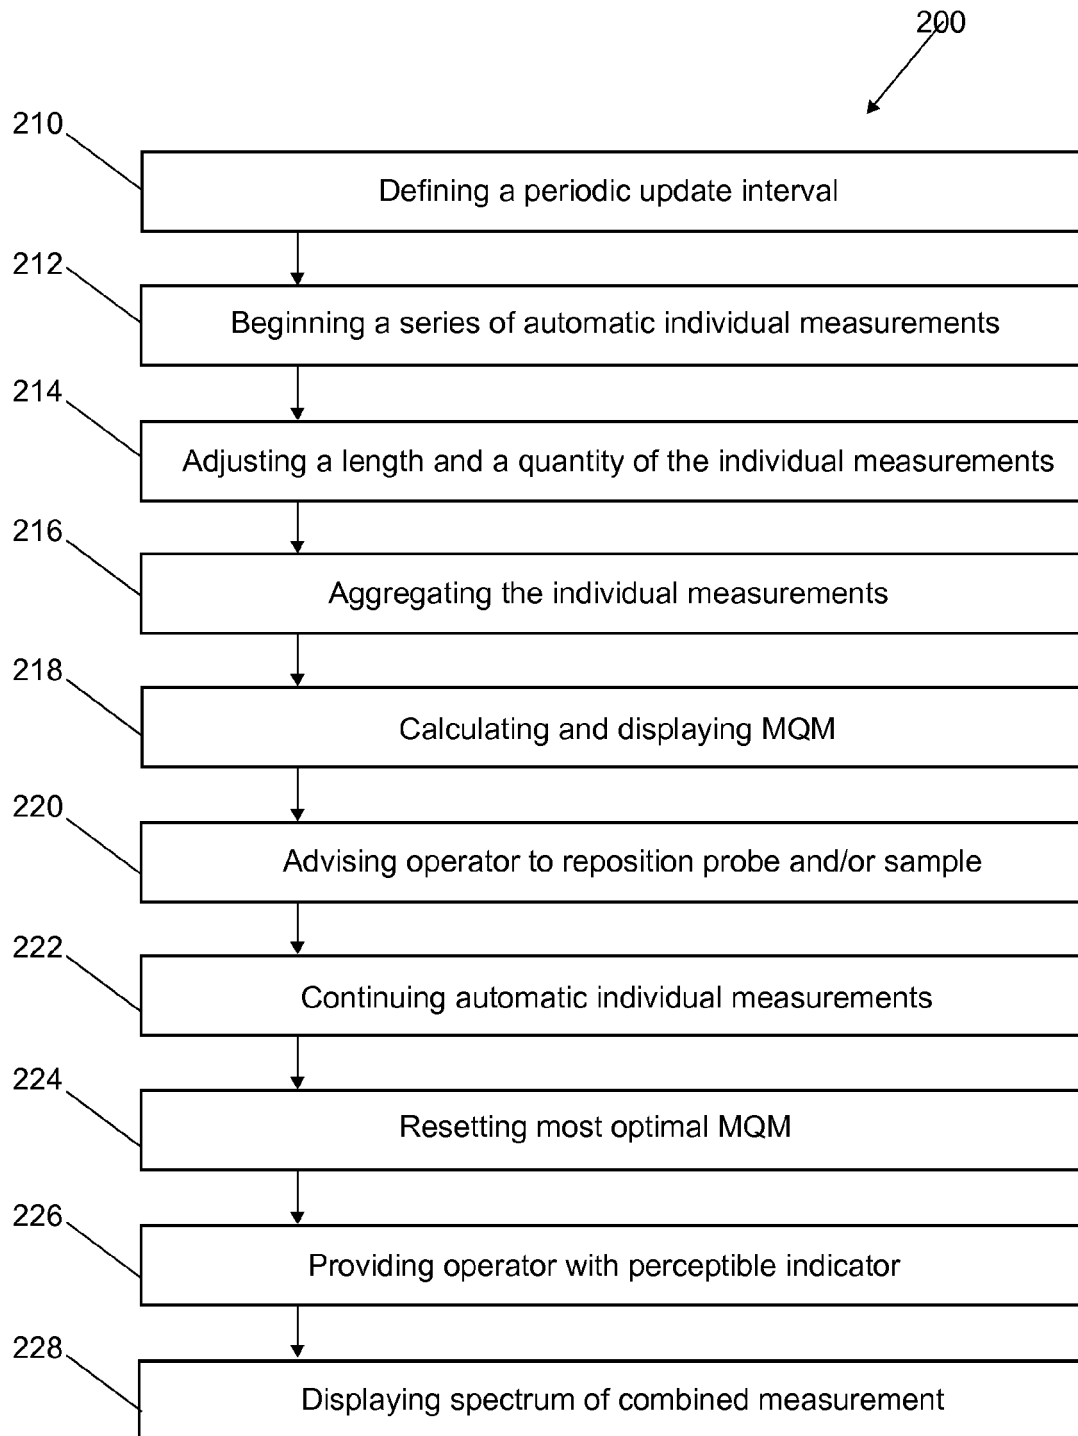 200
210
Defining a periodic update interval
212
Beginning a series of automatic individual measurements
214
Adjusting a length and a quantity of the individual measurements
216
Aggregating the individual measurements
218
Calculating and displaying MQM
220
Advising operator to reposition probe and/or sample
222
Continuing automatic individual measurements
224
Resetting most optimal MQM
226
Providing operator with perceptible indicator
228
Displaying spectrum of combined measurement